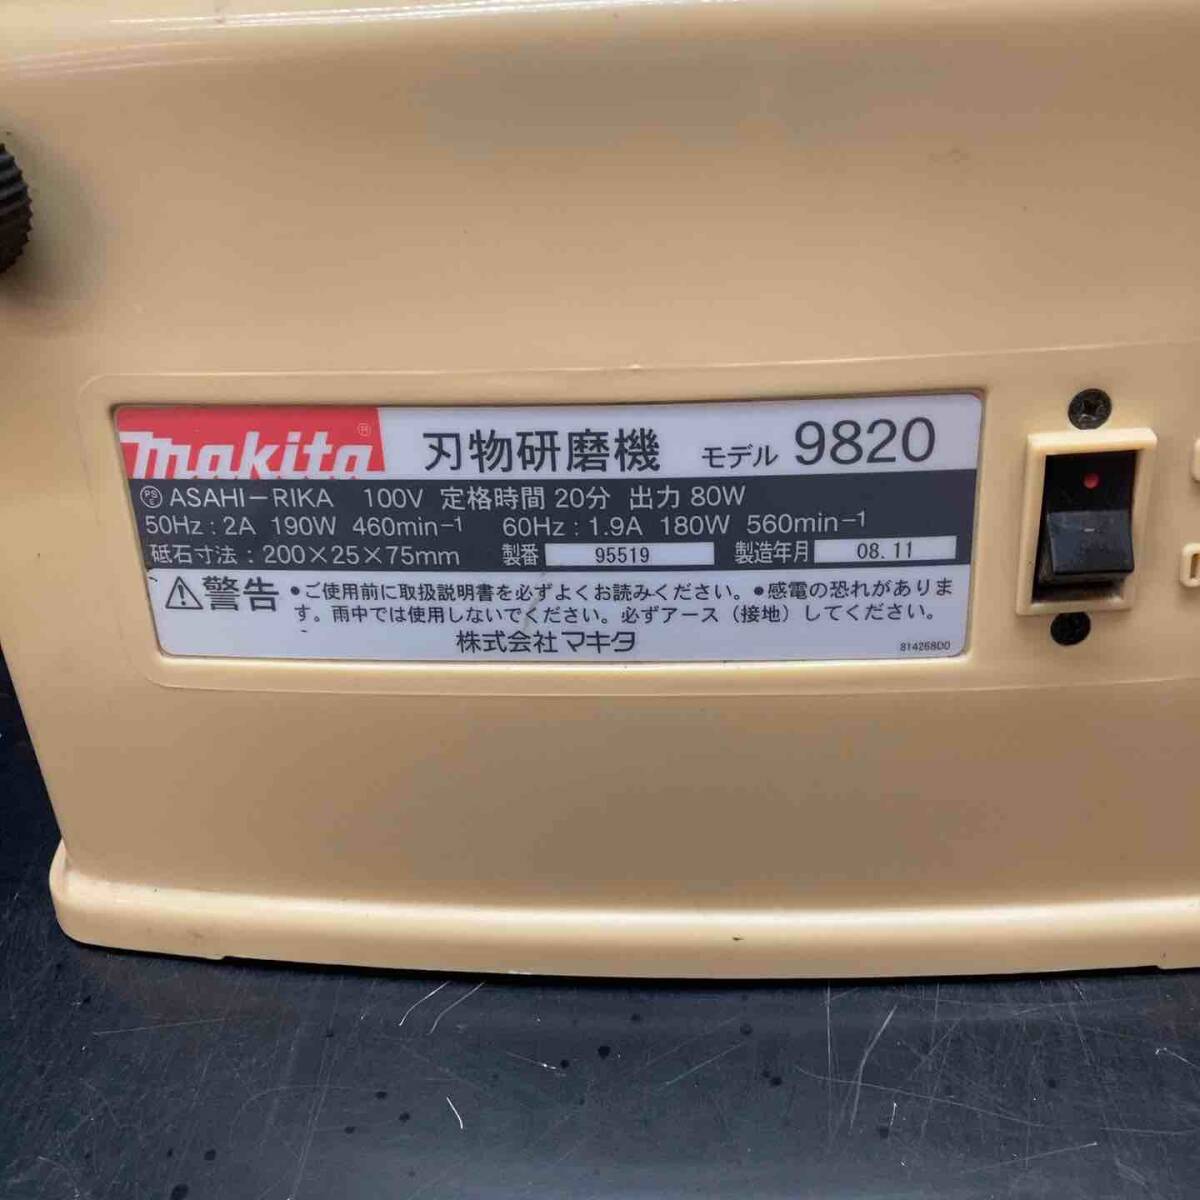 makita® 刃物研磨機 モデル 9820
PSE ASAHI-RIKA 100V 定格時間 20分 出力 80W
50Hz : 2A 190W 460min-1 60Hz : 1.9A 180W 560min-1
砥石寸法 : 200×25×75mm 製番 95519 製造年月 08.11
⚠警告 •ご使用前に取扱説明書を必ずよくお読みください。•感電の恐れがありま
す。雨中では使用しないでください。必ずアース（接地）してください。
株式会社マキタ 814268D0